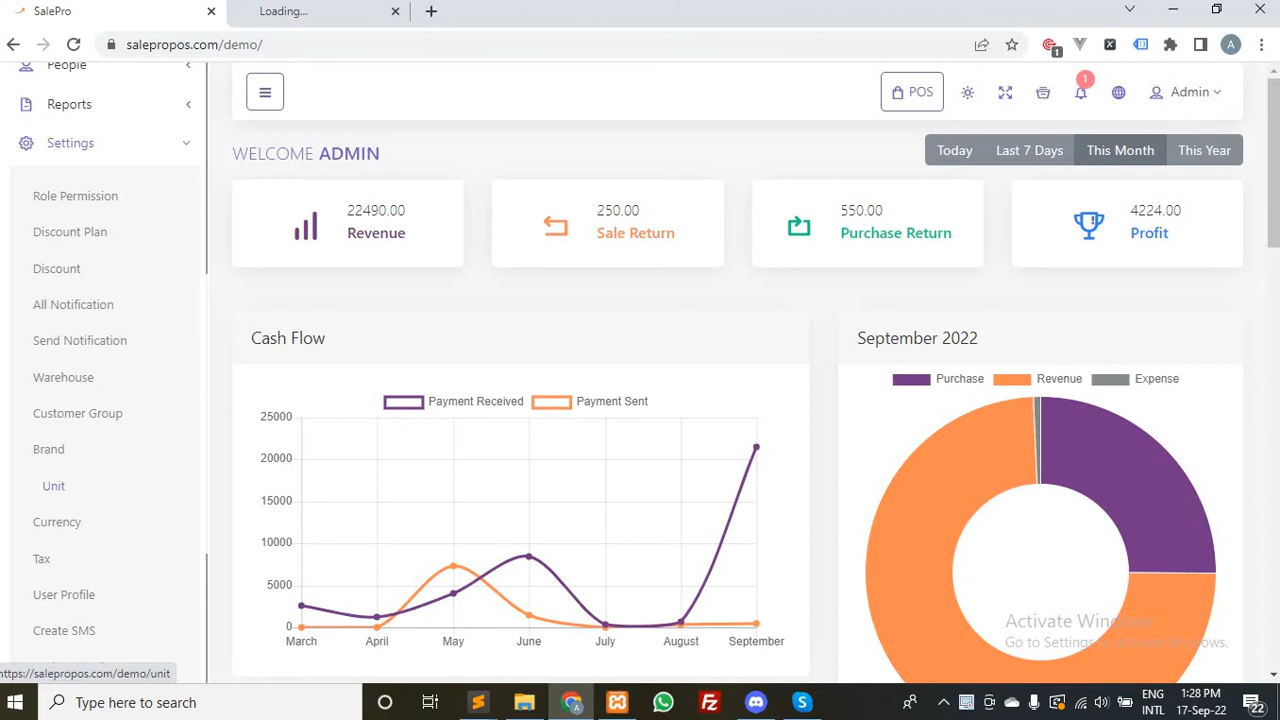 SalePro
Loading...
salepropos.com/demo/
1
A
People
Reports
Settings
Role Permission
Discount Plan
Discount
All Notification
Send Notification
Warehouse
Customer Group
Brand
Unit
Currency
Tax
User Profile
Create SMS
https://salepropos.com/demo/unit
POS
1
Admin
WELCOME ADMIN
Today
Last 7 Days
This Month
This Year
22490.00
Revenue
250.00
Sale Return
550.00
Purchase Return
4224.00
Profit
Cash Flow
Payment Received
Payment Sent
25000
20000
15000
10000
5000
0
March
April
May
June
July
August
September
September 2022
Purchase
Revenue
Expense
Go to Settings to activate Windows.
Type here to search
ENG
INTL
1:28 PM
17-Sep-22
22